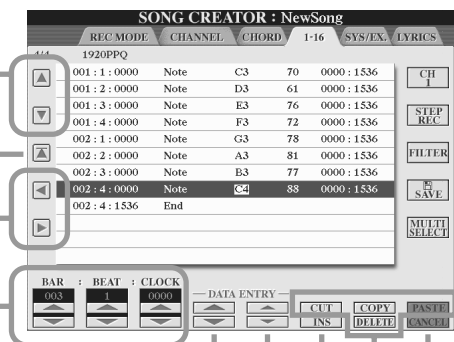 SONG CREATOR : NewSong
REC MODE CHANNEL CHORD 1-16 SYS/EX. LYRICS
4/4 1920PPQ
001 : 1 : 0000 Note C3 70 0000 : 1536
001 : 2 : 0000 Note D3 61 0000 : 1536
001 : 3 : 0000 Note E3 76 0000 : 1536
001 : 4 : 0000 Note F3 72 0000 : 1536
002 : 1 : 0000 Note G3 78 0000 : 1536
002 : 2 : 0000 Note A3 81 0000 : 1536
002 : 3 : 0000 Note B3 77 0000 : 1536
002 : 4 : 0000 Note C4 88 0000 : 1536
002 : 4 : 1536 End
CH
1
STEP
REC
FILTER
SAVE
MULTI
SELECT
BAR : BEAT : CLOCK
003 1 0000
DATA ENTRY
CUT COPY PASTE
INS DELETE CANCEL